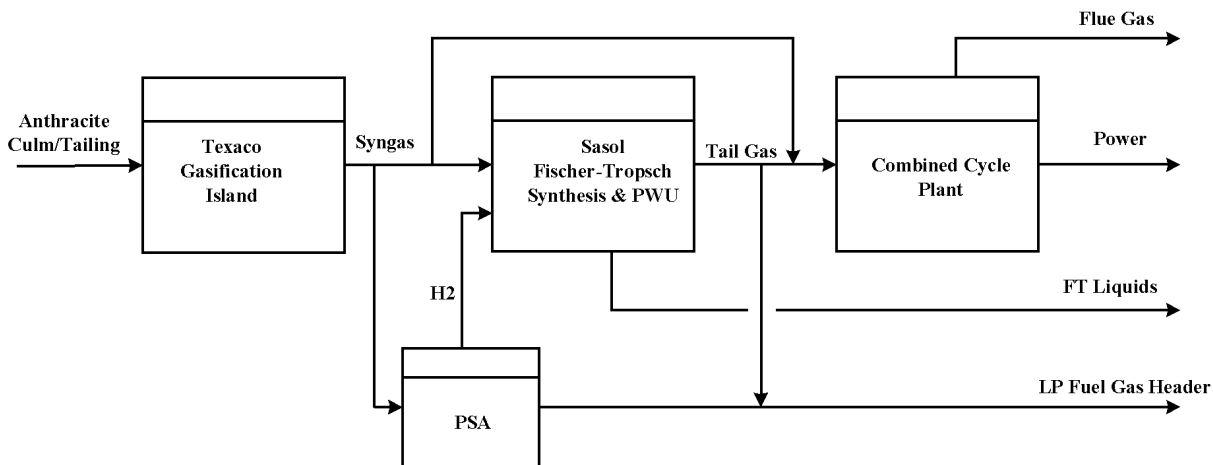 Flue Gas
Anthracite
Culm/Tailing
Texaco
Gasification
Island
Syngas
Sasol
Fischer-Tropsch
Synthesis & PWU
Tail Gas
Combined Cycle
Plant
Power
H2
FT Liquids
PSA
LP Fuel Gas Header